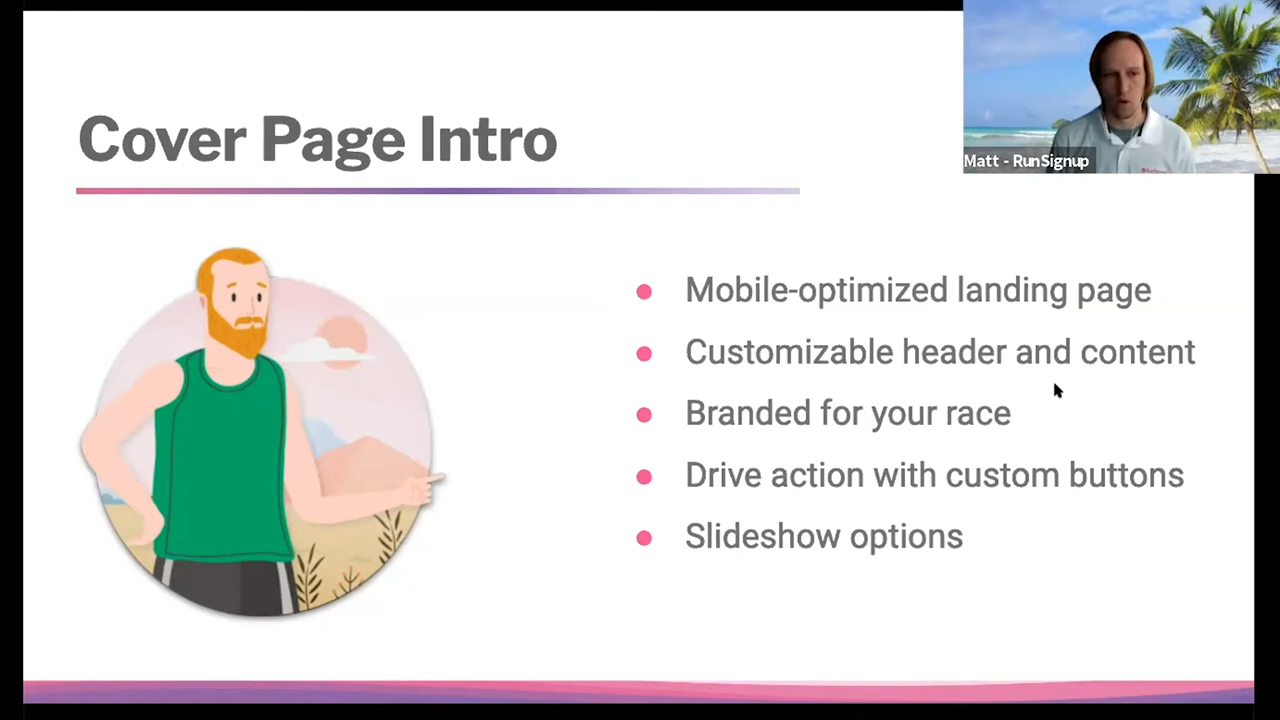 Cover Page Intro
Matt - RunSignup
Mobile-optimized landing page
Customizable header and content
Branded for your race
Drive action with custom buttons
Slideshow options